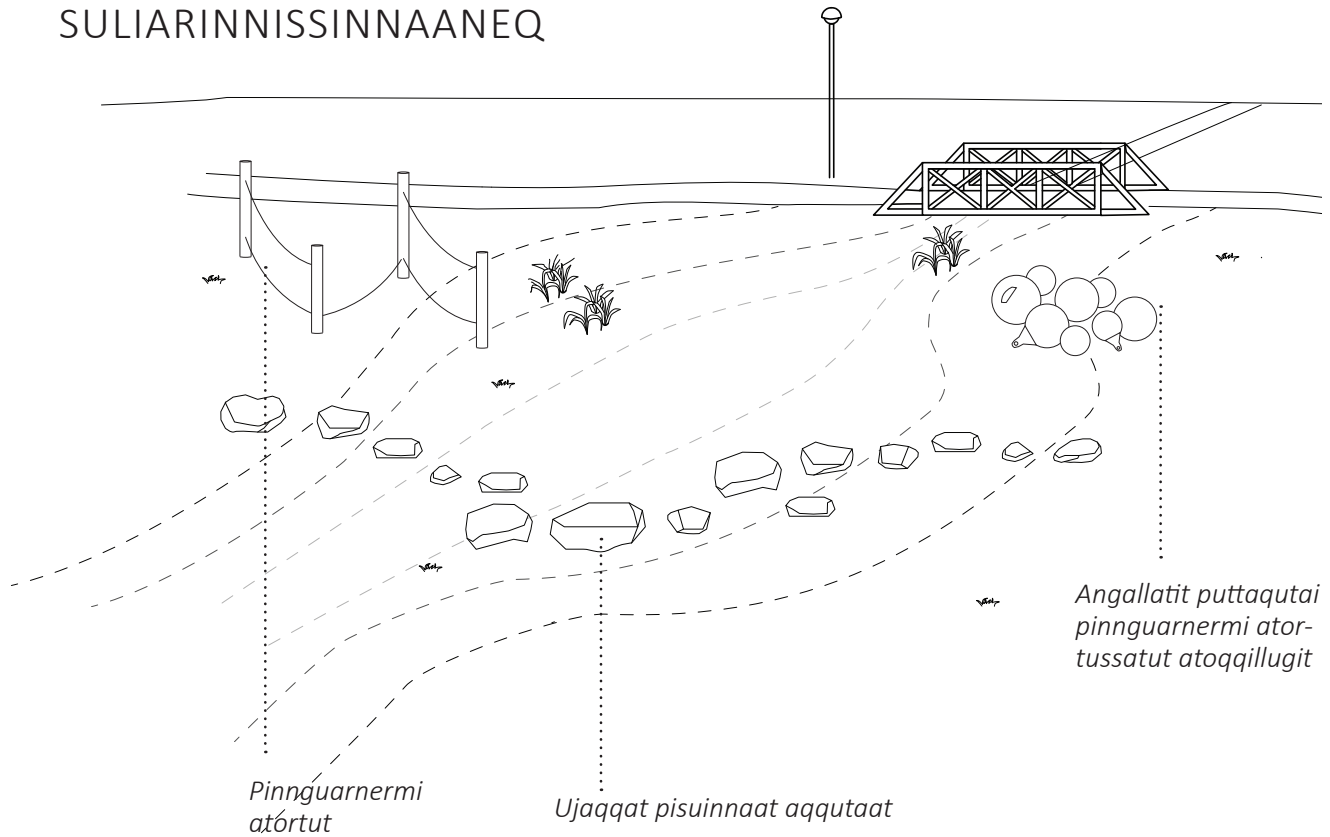 SULIARINNISSINNAANEQ
Angallatit puttaqutai
pinnguarnermi ator-
tussatut atoqqillugit
Pinnguarnermi
atortut
Ujaqqat pisuinnaat aqqutaat